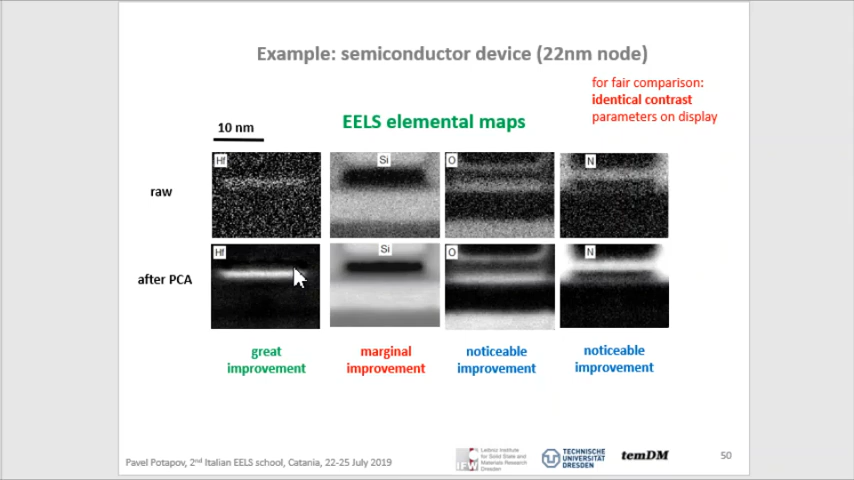 Example: semiconductor device (22nm node)
for fair comparison:
identical contrast
parameters on display
10 nm
EELS elemental maps
raw
Hf
Si
O
N
after PCA
Hf
Si
O
N
great
improvement
marginal
improvement
noticeable
improvement
noticeable
improvement
Pavel Potapov, 2nd Italian EELS school, Catania, 22-25 July 2019
IFW
Leibniz Institute
for Solid State and
Materials Research
Dresden
TECHNISCHE
UNIVERSITÄT
DRESDEN
temDM
50